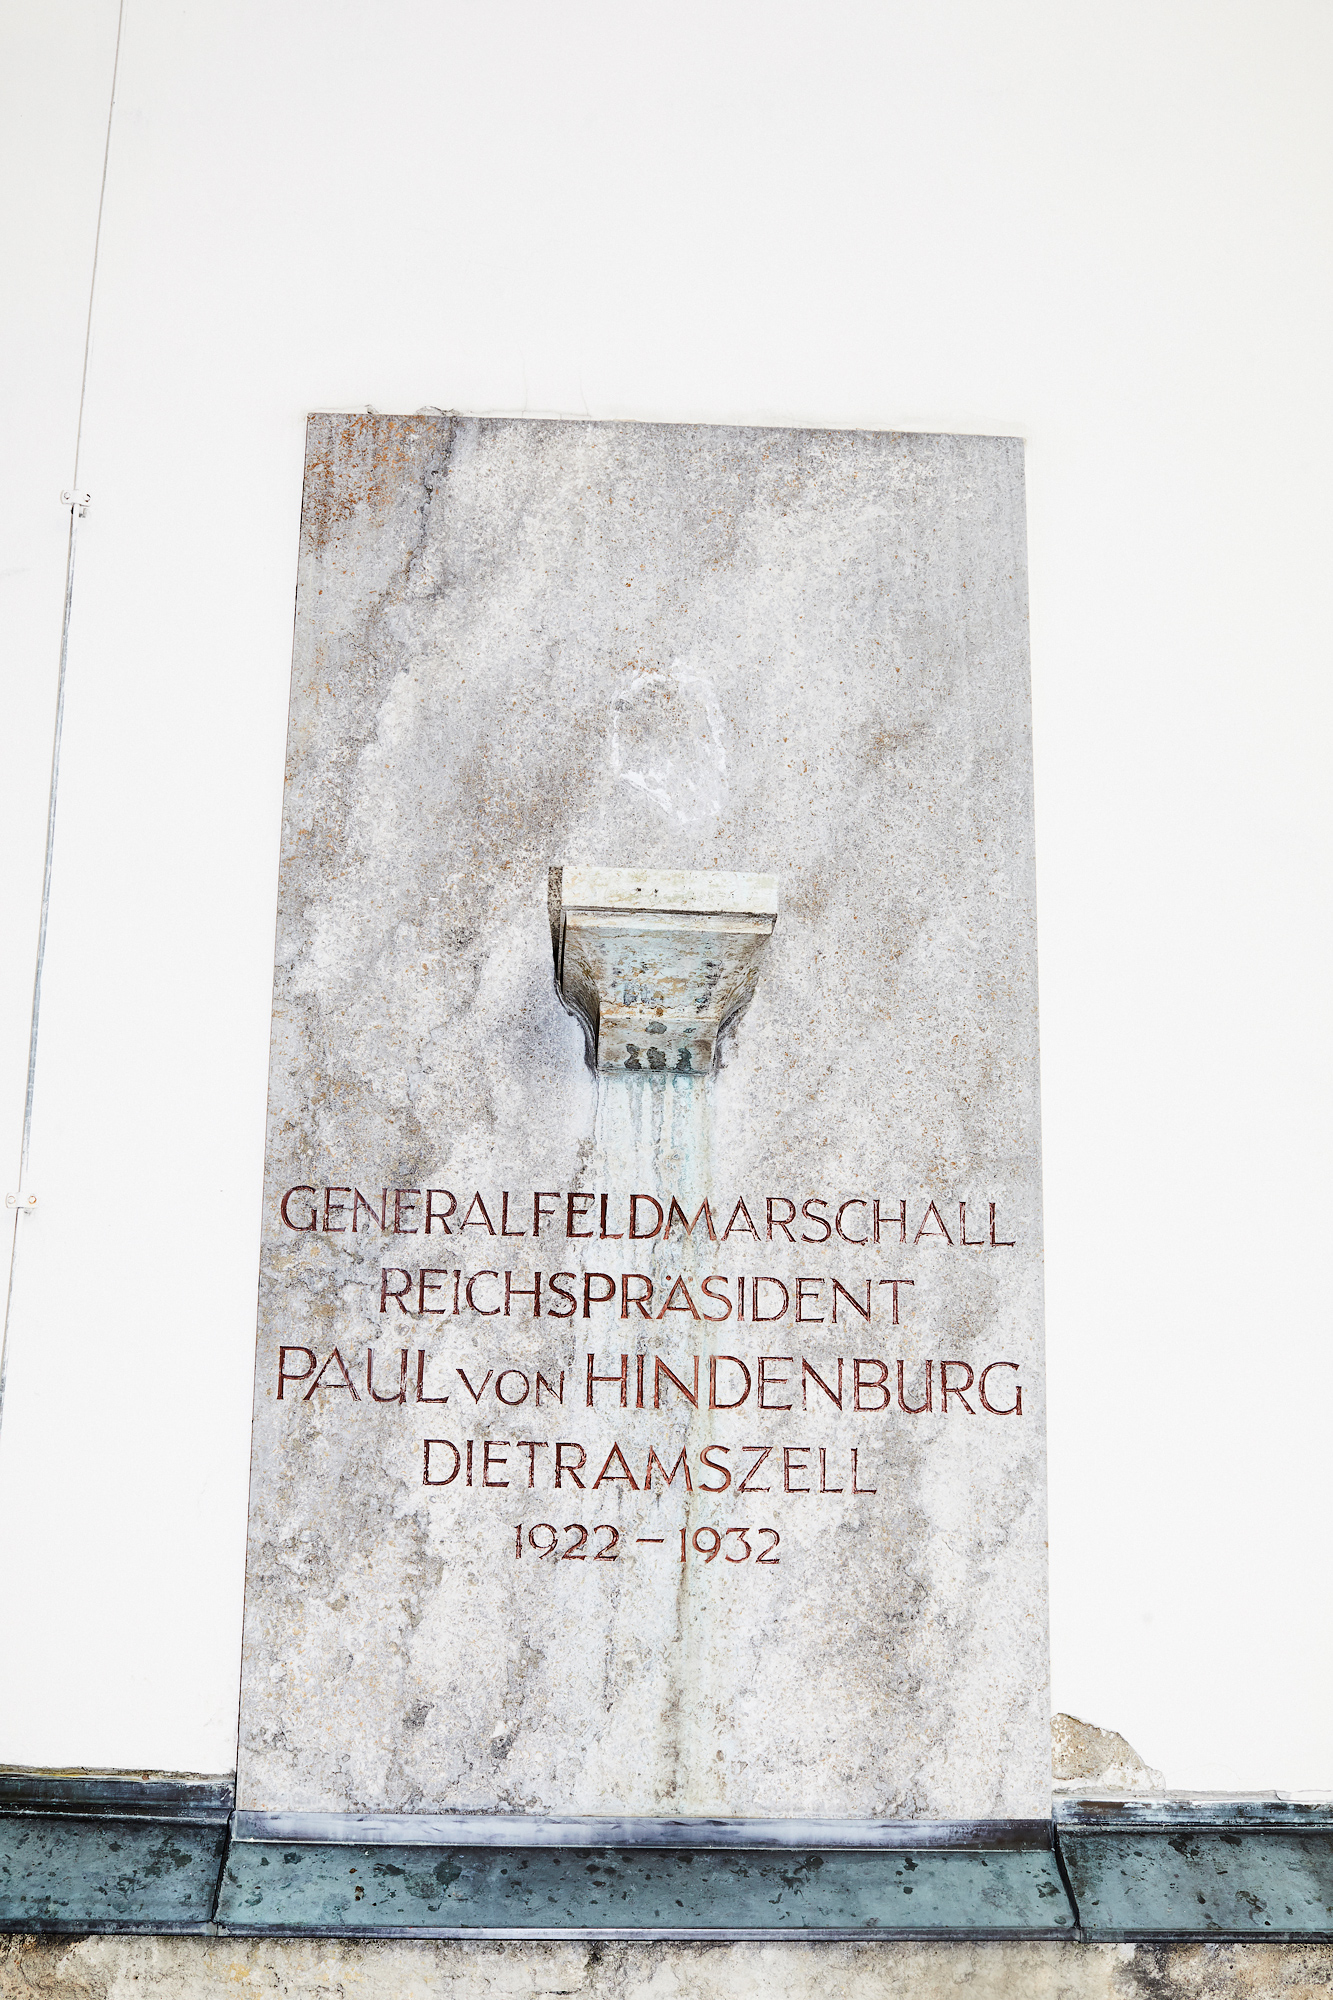 GENERALFELDMARSCHALL
REICHSPRÄSIDENT
PAUL VON HINDENBURG
DIETRAMSZELL
1922 – 1932